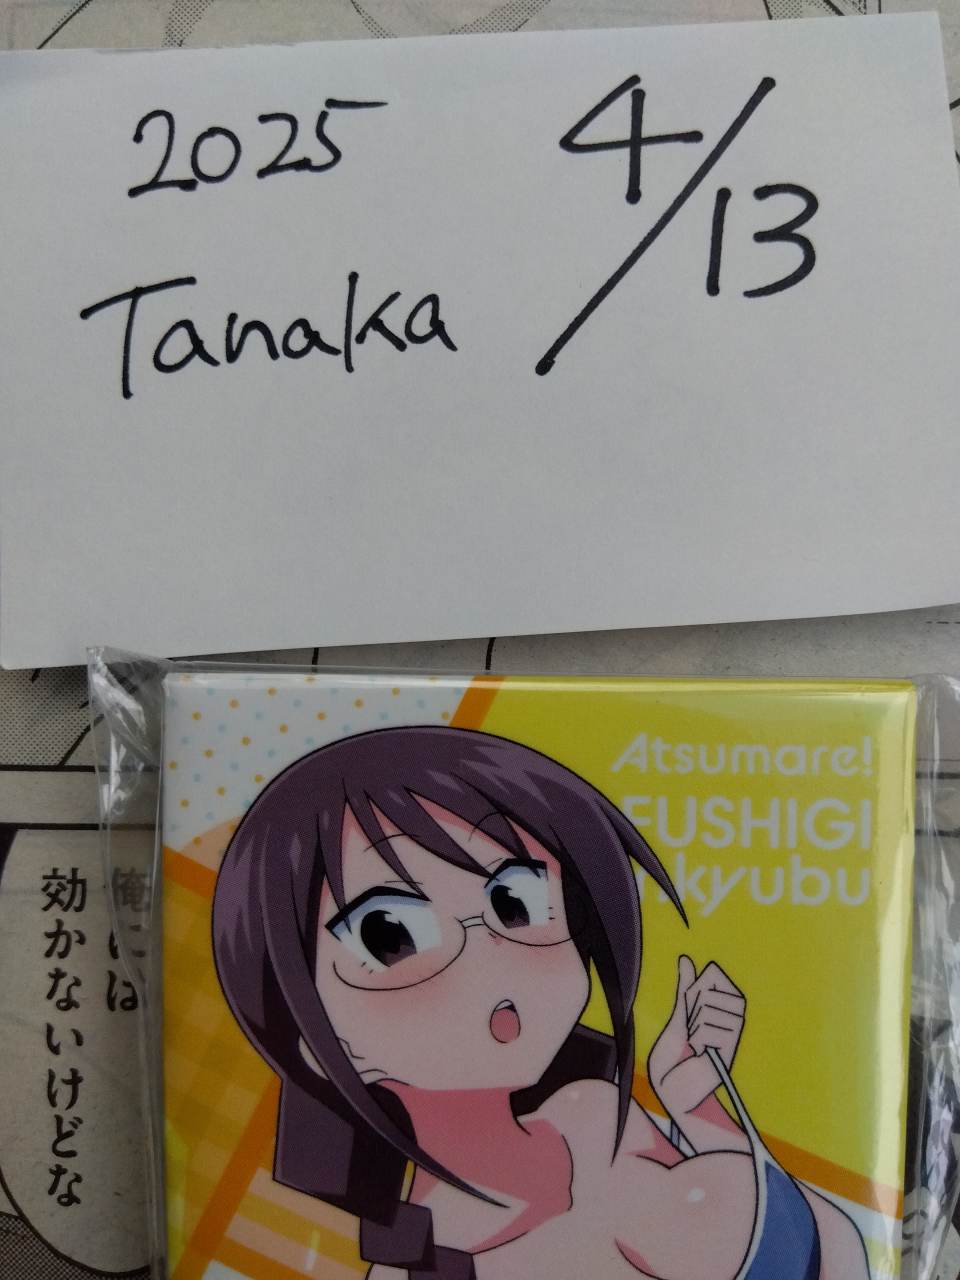 2025 4/13
Tanaka
Atsumare!
FUSHIGI
kyubu
俺には
効かないけどな